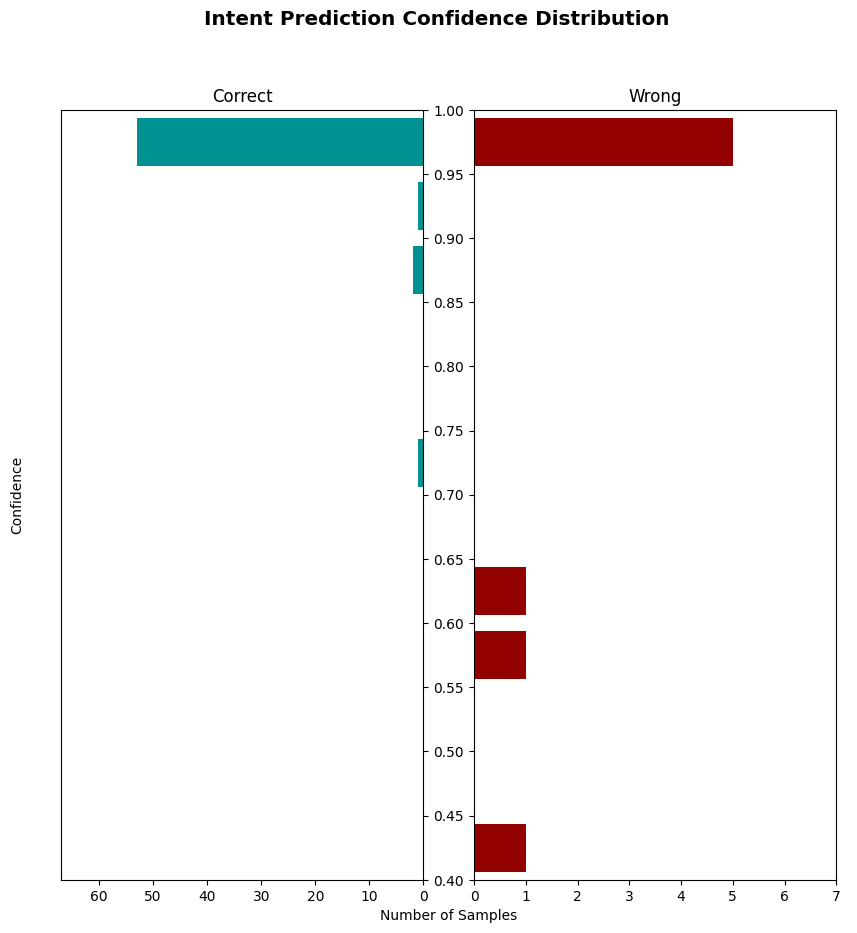 Intent Prediction Confidence Distribution
Correct
Wrong
1.00
0.95
0.90
0.85
0.80
0.75
0.70
0.65
0.60
0.55
0.50
0.45
0.40
Confidence
60 50 40 30 20 10 0
0 1 2 3 4 5 6 7
Number of Samples